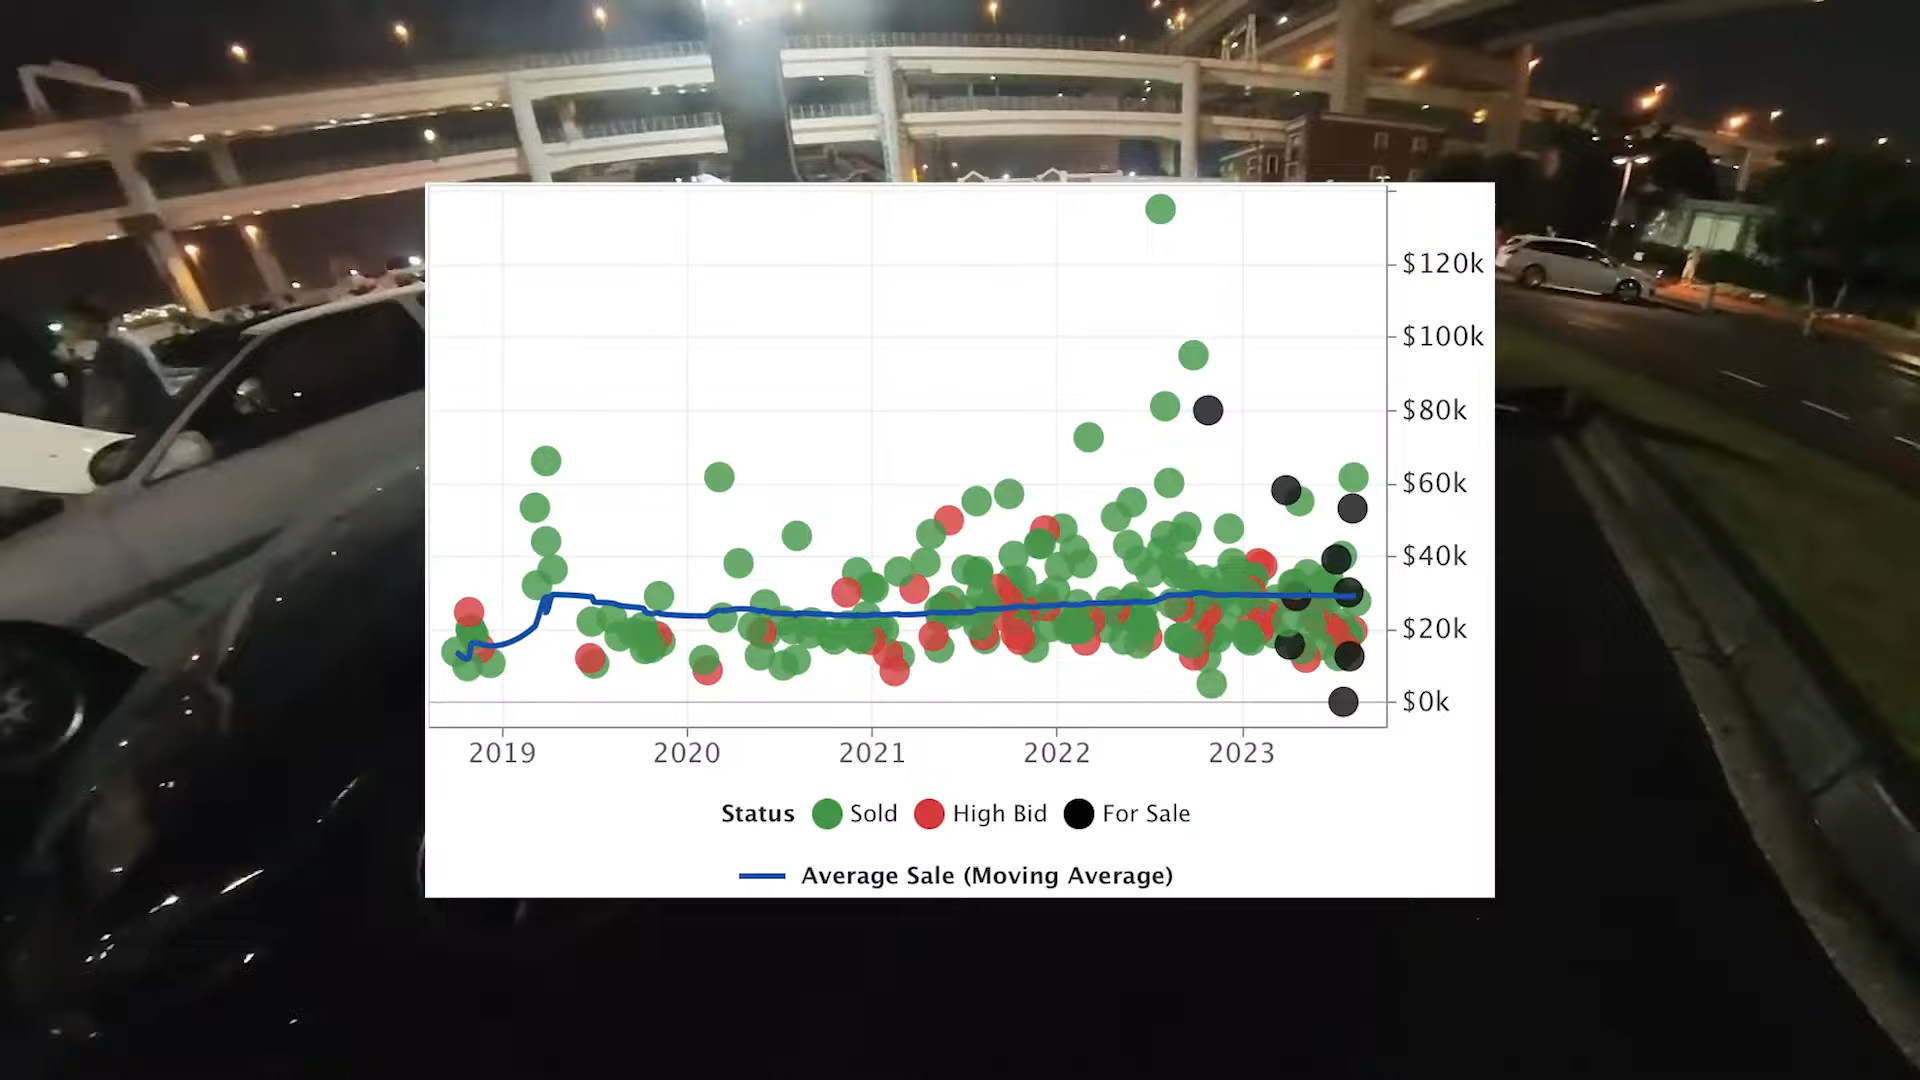 $120k
$100k
$80k
$60k
$40k
$20k
$0k
2019 2020 2021 2022 2023
Status Sold High Bid For Sale
Average Sale (Moving Average)